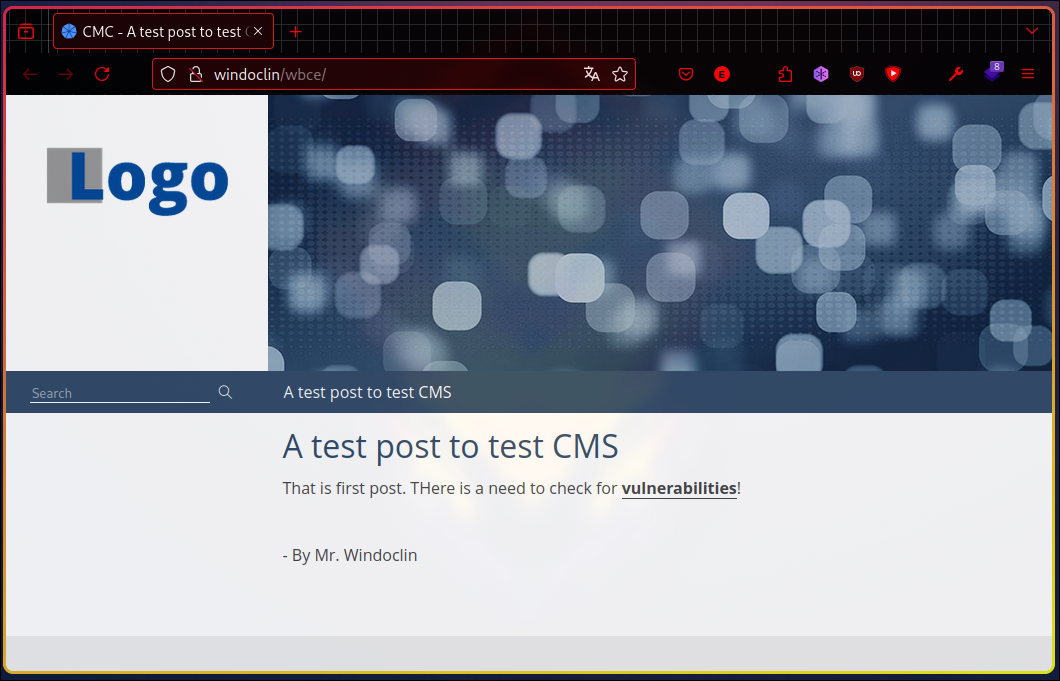 CMC - A test post to test C
windoclin/wbce/
8
E
UD
Logo
Search
A test post to test CMS
A test post to test CMS
That is first post. THere is a need to check for vulnerabilities!
- By Mr. Windoclin